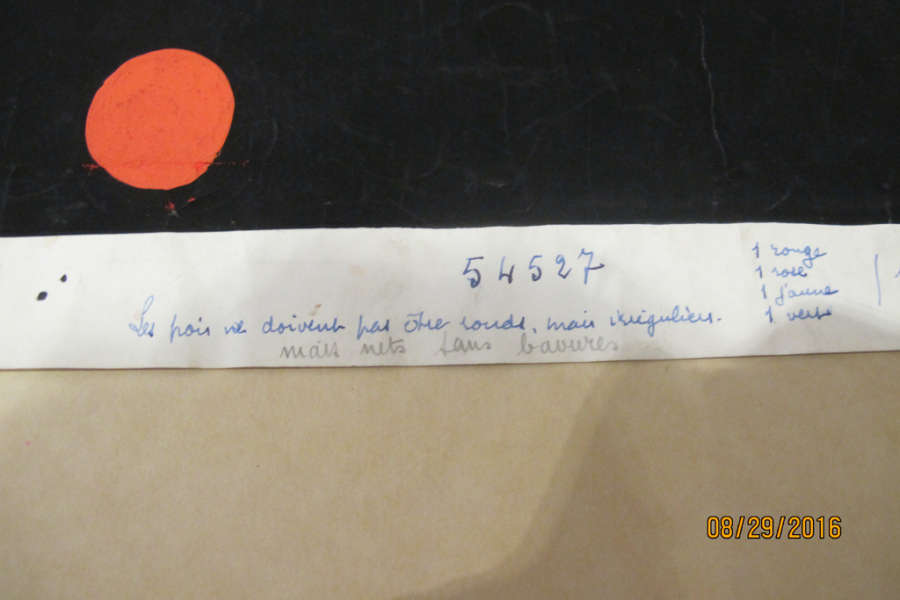 54527
1 rouge
1 rose
1 jaune
1 vert
Les pois ne doivent pas être ronds, mais irréguliers.
mais nets sans bavures
08/29/2016